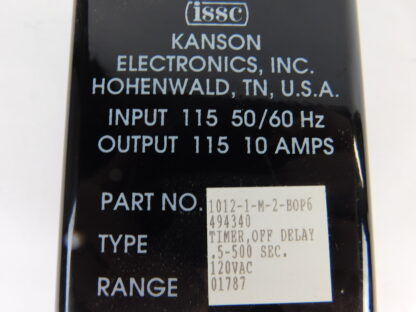 issc
KANSON
ELECTRONICS, INC.
HOHENWALD, TN, U.S.A.
INPUT 115 50/60 Hz
OUTPUT 115 10 AMPS
PART NO. 1012-1-M-2-BOP6
494340
TYPE TIMER,OFF DELAY
.5-500 SEC.
120VAC
RANGE 01787